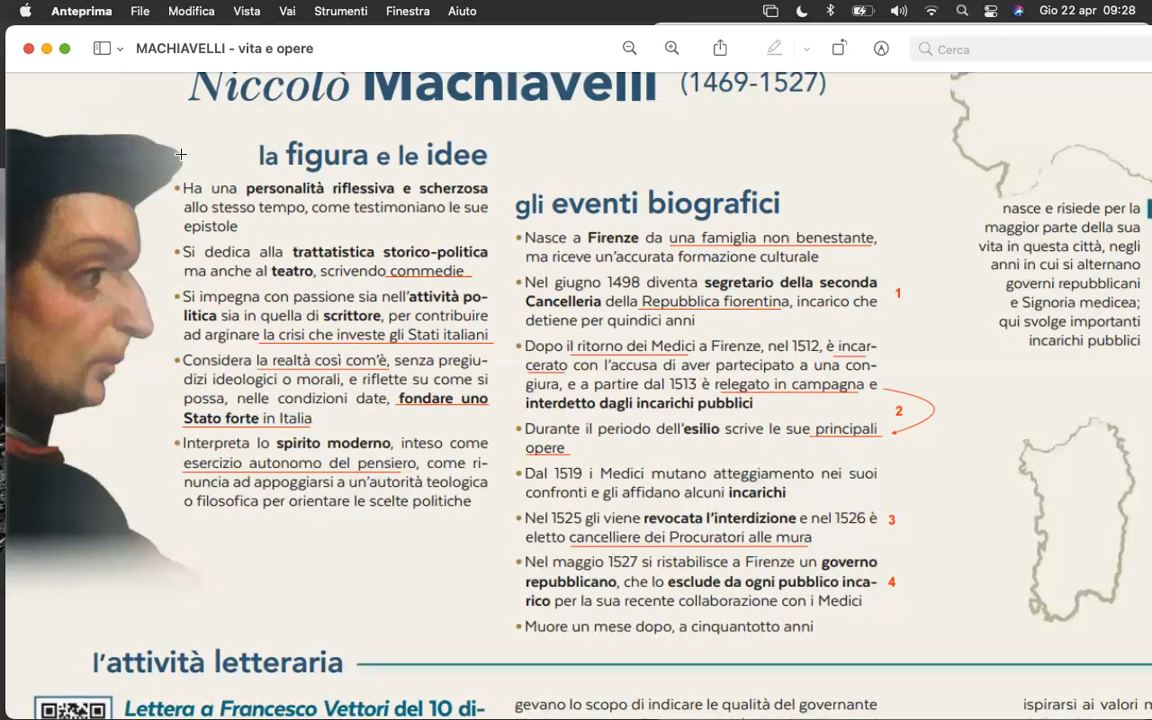 Anteprima File Modifica Vista Vai Strumenti Finestra Aiuto Gio 22 apr 09:28
MACHIAVELLI - vita e opere Cerca
Niccolò Machiavelli (1469-1527)
la figura e le idee
•Ha una personalità riflessiva e scherzosa
allo stesso tempo, come testimoniano le sue
epistole
•Si dedica alla trattatistica storico-politica
ma anche al teatro, scrivendo commedie
•Si impegna con passione sia nell'attività po-
litica sia in quella di scrittore, per contribuire
ad arginare la crisi che investe gli Stati italiani
•Considera la realtà così com'è, senza pregiu-
dizi ideologici o morali, e riflette su come si
possa, nelle condizioni date, fondare uno
Stato forte in Italia
•Interpreta lo spirito moderno, inteso come
esercizio autonomo del pensiero, come ri-
nuncia ad appoggiarsi a un'autorità teologica
o filosofica per orientare le scelte politiche
gli eventi biografici
•Nasce a Firenze da una famiglia non benestante,
ma riceve un'accurata formazione culturale
•Nel giugno 1498 diventa segretario della seconda
Cancelleria della Repubblica fiorentina, incarico che
detiene per quindici anni
1
•Dopo il ritorno dei Medici a Firenze, nel 1512, è incar-
cerato con l'accusa di aver partecipato a una con-
giura, e a partire dal 1513 è relegato in campagna e
interdetto dagli incarichi pubblici
2
•Durante il periodo dell'esilio scrive le sue principali
opere
•Dal 1519 i Medici mutano atteggiamento nei suoi
confronti e gli affidano alcuni incarichi
•Nel 1525 gli viene revocata l'interdizione e nel 1526 è
eletto cancelliere dei Procuratori alle mura
3
•Nel maggio 1527 si ristabilisce a Firenze un governo
repubblicano, che lo esclude da ogni pubblico inca-
rico per la sua recente collaborazione con i Medici
4
•Muore un mese dopo, a cinquantotto anni
nasce e risiede per la
maggior parte della sua
vita in questa città, negli
anni in cui si alternano
governi repubblicani
e Signoria medicea;
qui svolge importanti
incarichi pubblici
l'attività letteraria
Lettera a Francesco Vettori del 10 di-
gevano lo scopo di indicare le qualità del governante
ispirarsi ai valori